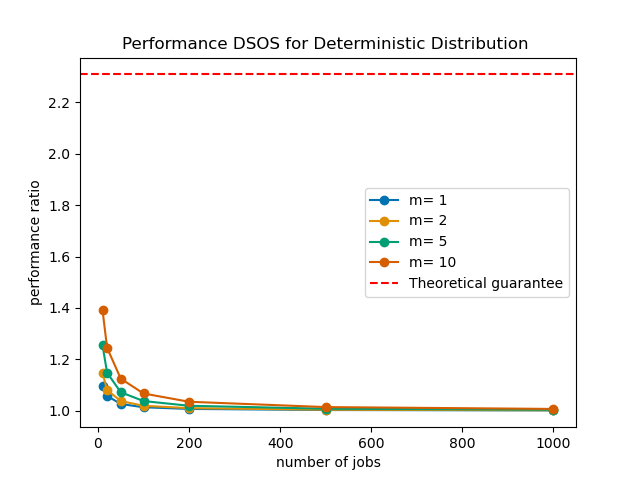 Performance DSOS for Deterministic Distribution
performance ratio
2.2
2.0
1.8
1.6
1.4
1.2
1.0
m= 1
m= 2
m= 5
m= 10
Theoretical guarantee
0
200
400
600
800
1000
number of jobs